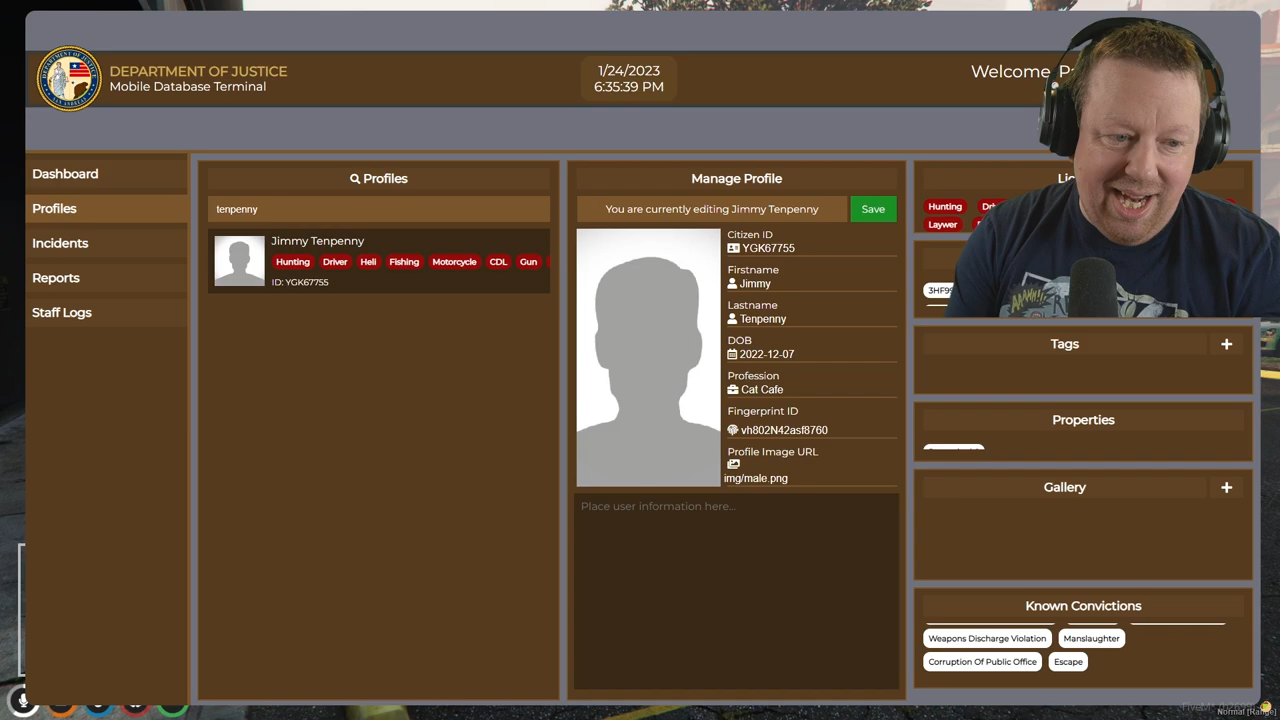 DEPARTMENT OF JUSTICE
Mobile Database Terminal
1/24/2023
6:35:39 PM
Welcome
Dashboard
Profiles
Incidents
Reports
Staff Logs
Profiles
tenpenny
Jimmy Tenpenny
Hunting Driver Heli Fishing Motorcycle CDL Gun
ID: YGK67755
Manage Profile
You are currently editing Jimmy Tenpenny
Save
Citizen ID
YGK67755
Firstname
Jimmy
Lastname
Tenpenny
DOB
2022-12-07
Profession
Cat Cafe
Fingerprint ID
vh802N42asf8760
Profile Image URL
img/male.png
Place user information here...
Hunting
Laywer
Tags +
Properties
Gallery +
Known Convictions
Weapons Discharge Violation Manslaughter
Corruption Of Public Office Escape
Normal [Range]